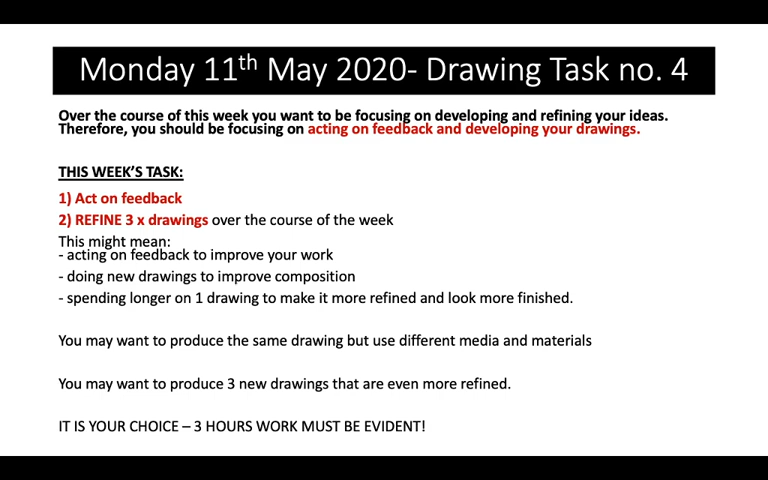 Monday 11th May 2020- Drawing Task no. 4
Over the course of this week you want to be focusing on developing and refining your ideas.
Therefore, you should be focusing on acting on feedback and developing your drawings.
THIS WEEK'S TASK:
1) Act on feedback
2) REFINE 3 x drawings over the course of the week
This might mean:
- acting on feedback to improve your work
- doing new drawings to improve composition
- spending longer on 1 drawing to make it more refined and look more finished.
You may want to produce the same drawing but use different media and materials
You may want to produce 3 new drawings that are even more refined.
IT IS YOUR CHOICE – 3 HOURS WORK MUST BE EVIDENT!